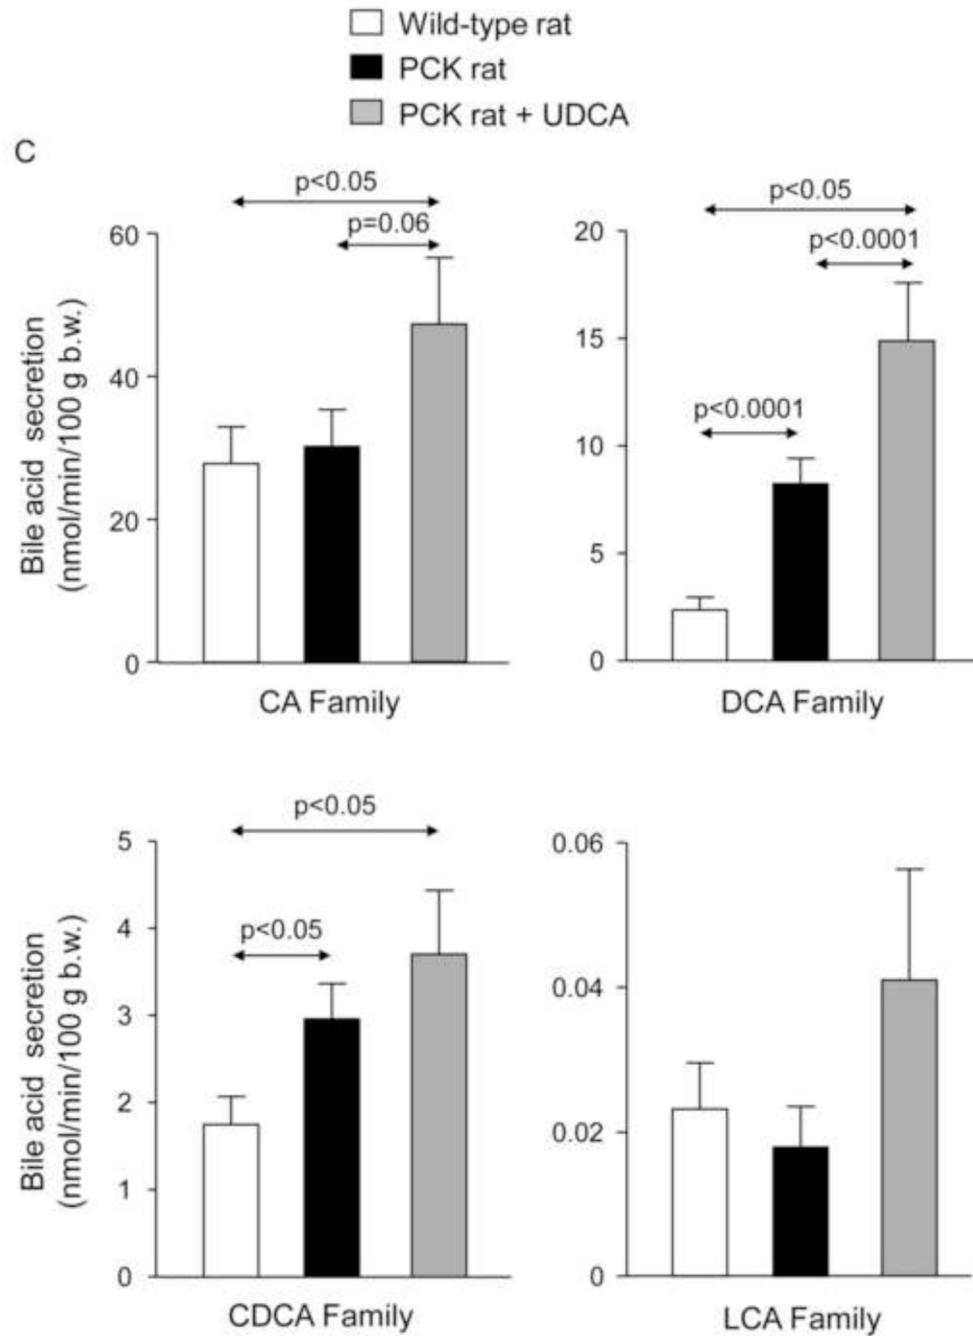 Wild-type rat
PCK rat
PCK rat + UDCA
C
p<0.05
p=0.06
60
40
20
0
Bile acid secretion
(nmol/min/100 g b.w.)
CA Family
p<0.05
p<0.0001
p<0.0001
20
15
10
5
0
DCA Family
p<0.05
p<0.05
5
4
3
2
1
0
Bile acid secretion
(nmol/min/100 g b.w.)
CDCA Family
0.06
0.04
0.02
0
LCA Family